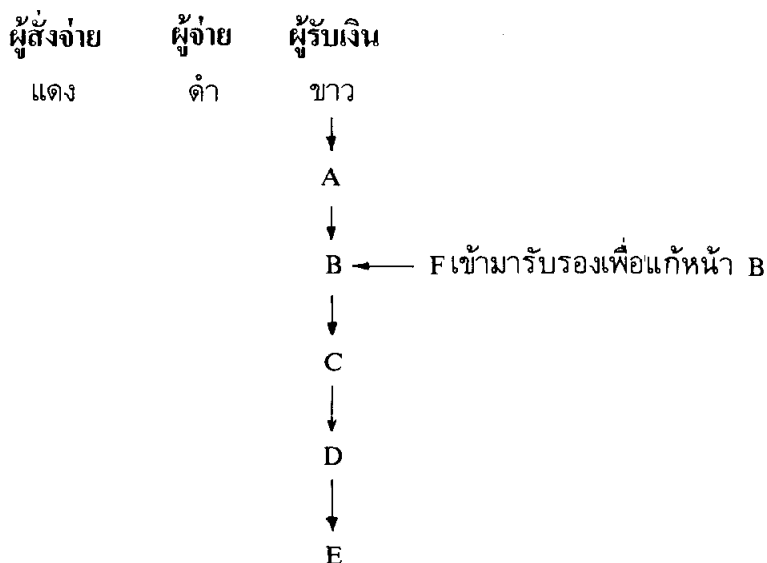 ผู้สั่งจ่าย ผู้จ่าย ผู้รับเงิน
แดง ดำ ขาว
A
B F เข้ามารับรองเพื่อแก้หน้า B
C
D
E